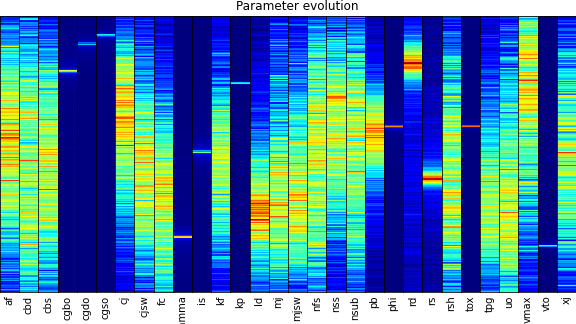 Parameter evolution
af
cbd
cbs
cgbo
cgdo
cgso
cj
cjsw
fc
is
kf
kp
ld
mj
mjsw
nfs
nss
nsub
pb
phi
rd
rs
rsh
tox
tpg
uo
vmax
vto
xj